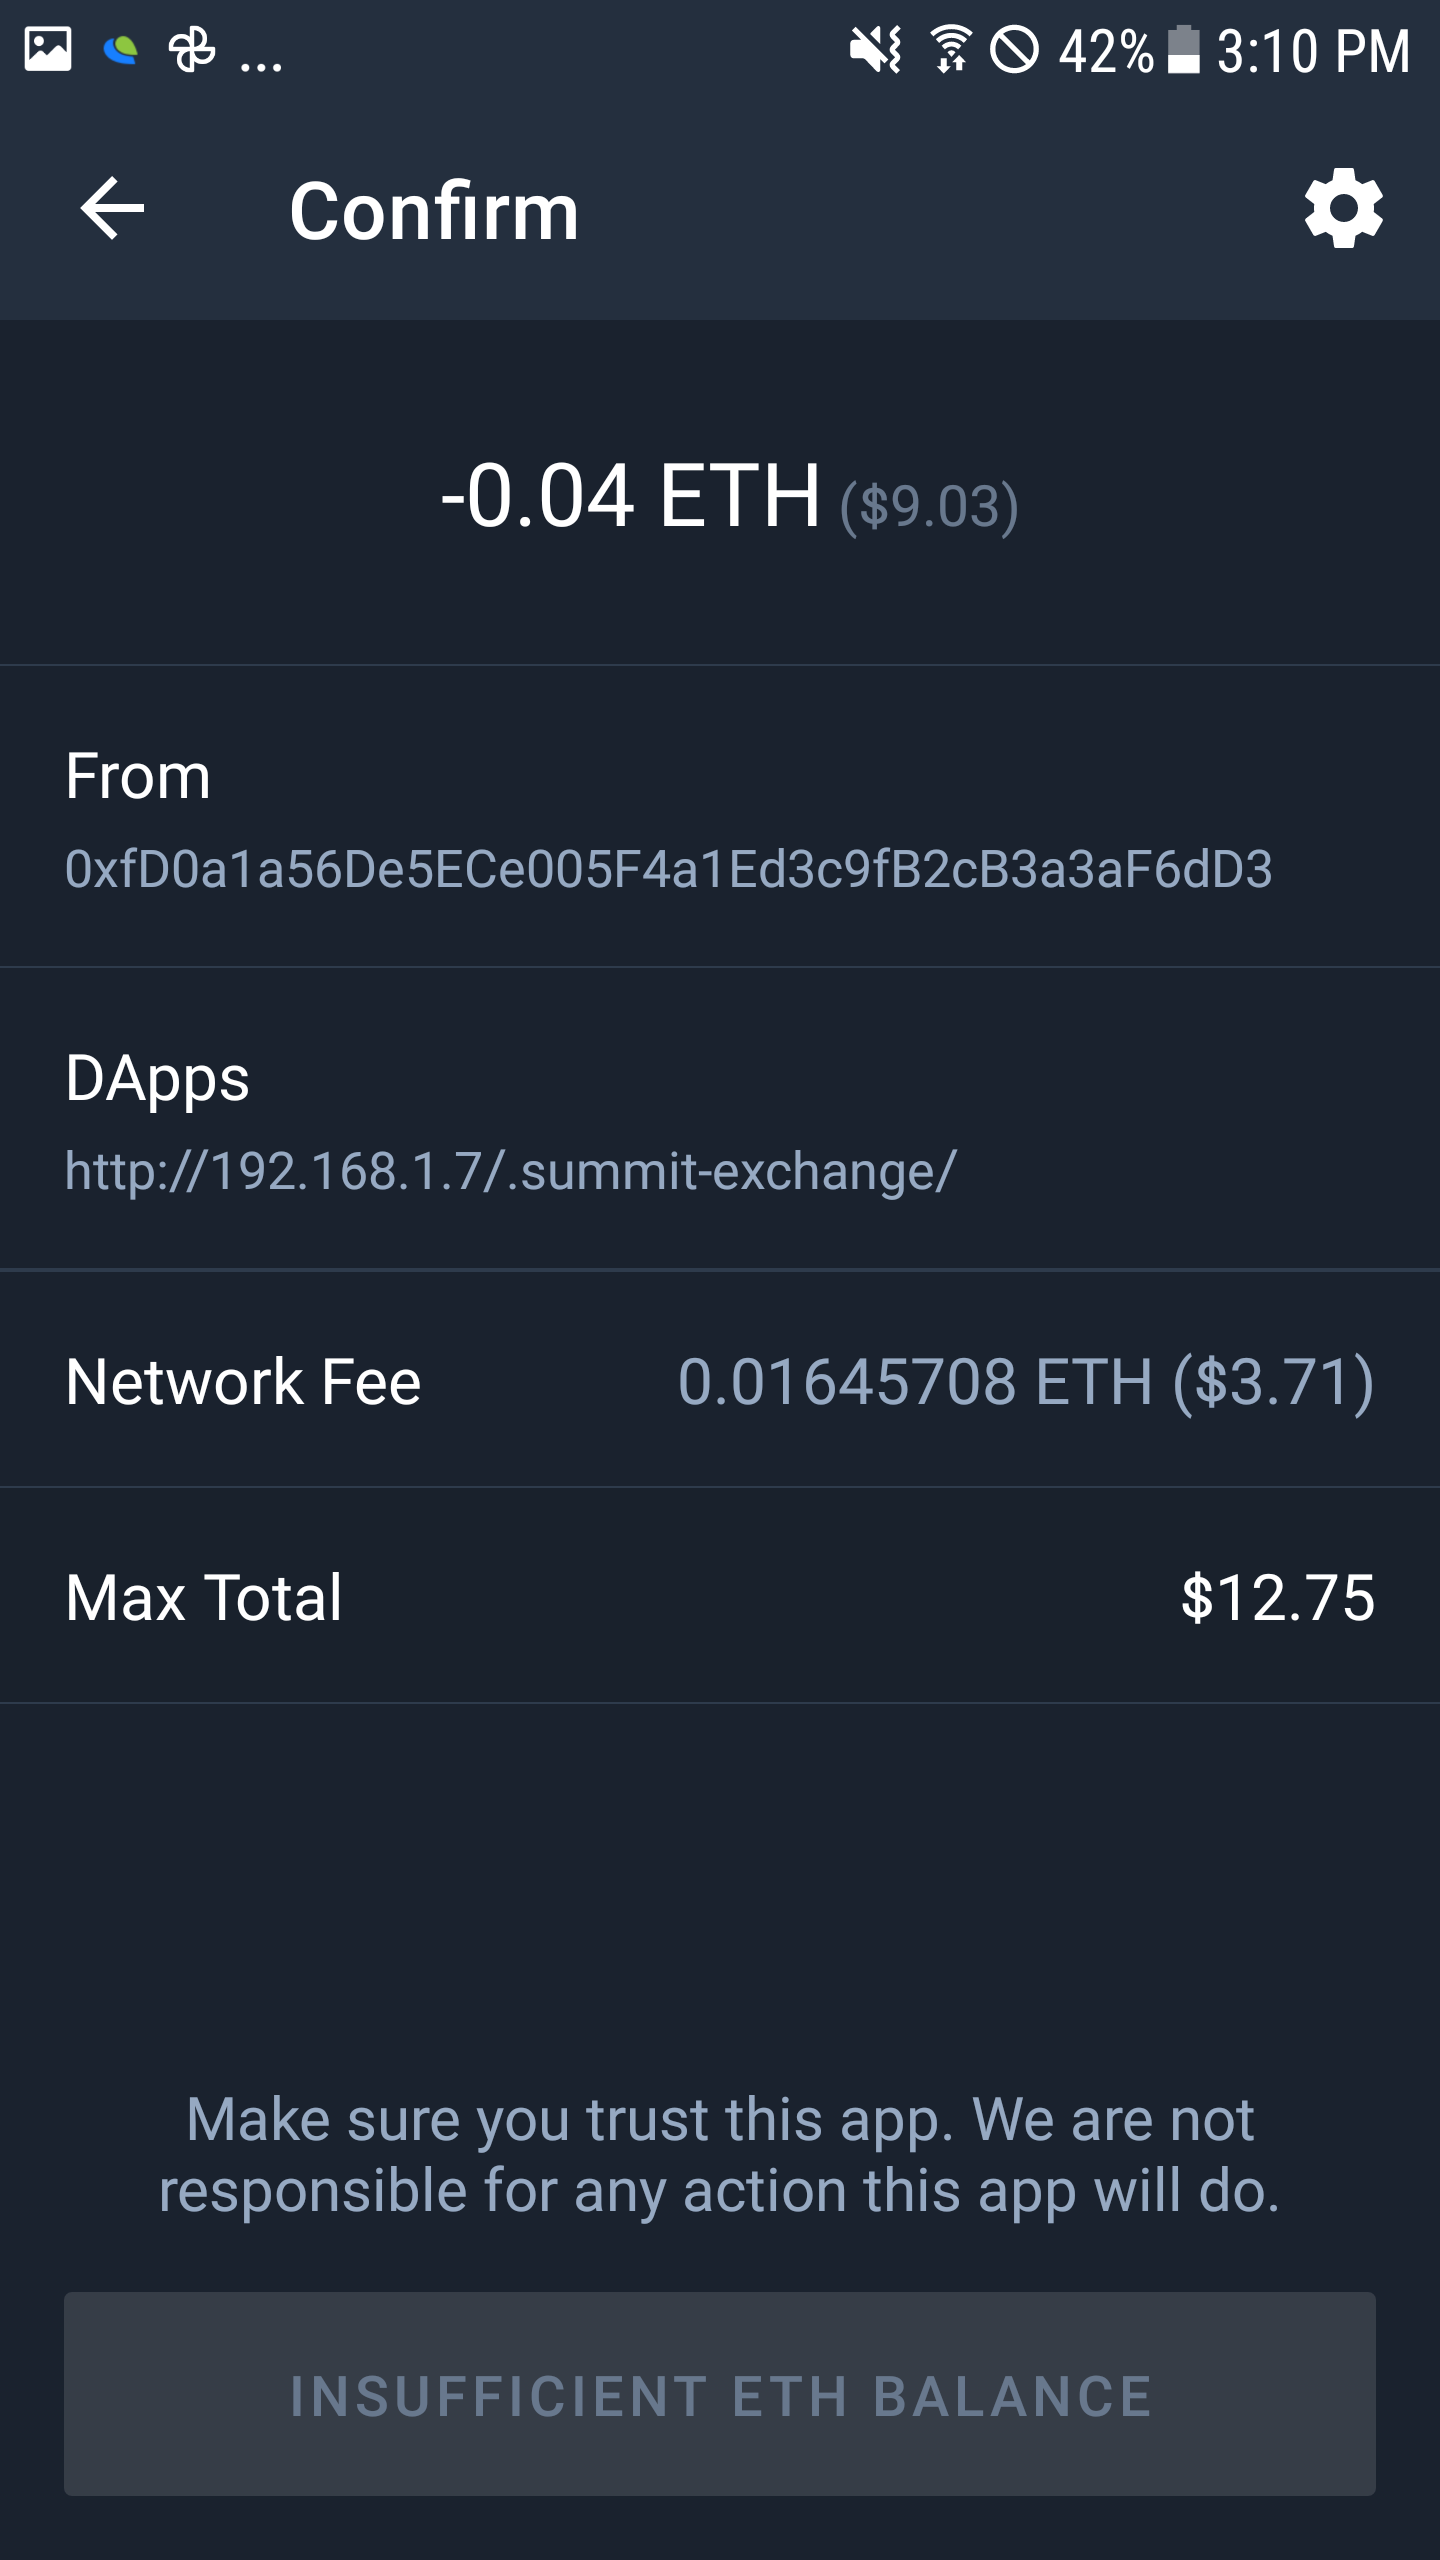 ... 42% 3:10 PM
Confirm
-0.04 ETH ($9.03)
From
0xfD0a1a56De5ECe005F4a1Ed3c9fB2cB3a3aF6dD3
DApps
http://192.168.1.7/.summit-exchange/
Network Fee 0.01645708 ETH ($3.71)
Max Total $12.75
Make sure you trust this app. We are not
responsible for any action this app will do.
INSUFFICIENT ETH BALANCE